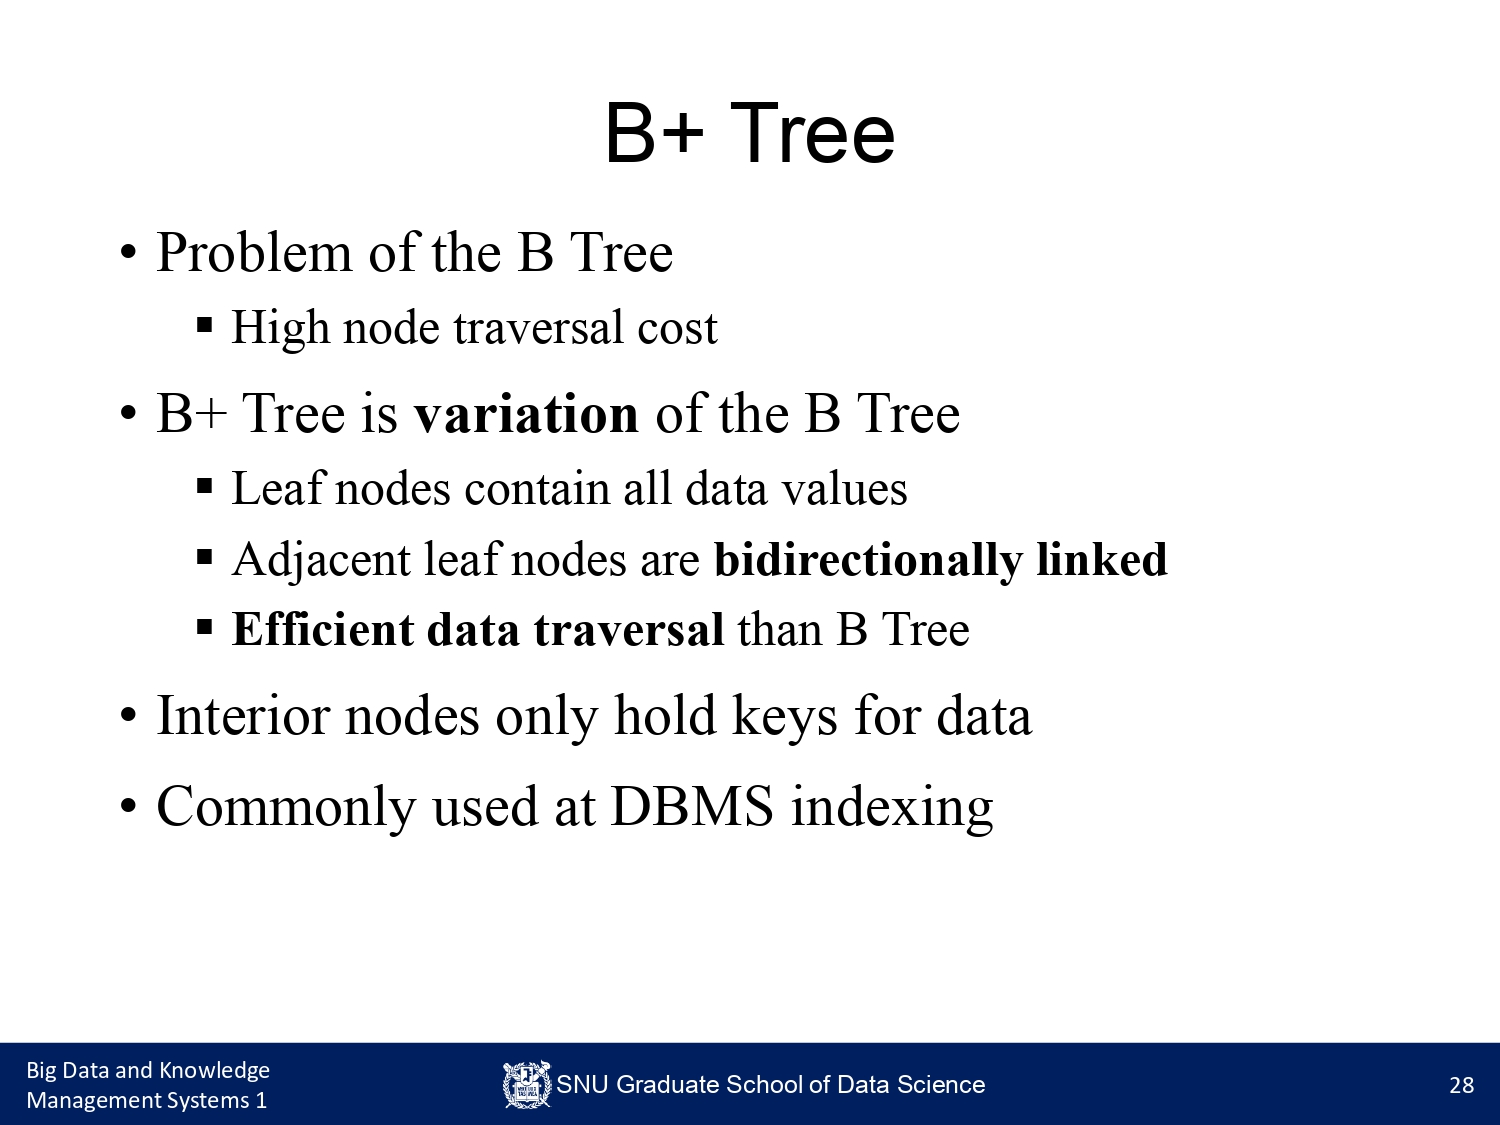 B+ Tree
• Problem of the B Tree
▪ High node traversal cost
• B+ Tree is variation of the B Tree
▪ Leaf nodes contain all data values
▪ Adjacent leaf nodes are bidirectionally linked
▪ Efficient data traversal than B Tree
• Interior nodes only hold keys for data
• Commonly used at DBMS indexing
Big Data and Knowledge
Management Systems 1
SNU Graduate School of Data Science
28